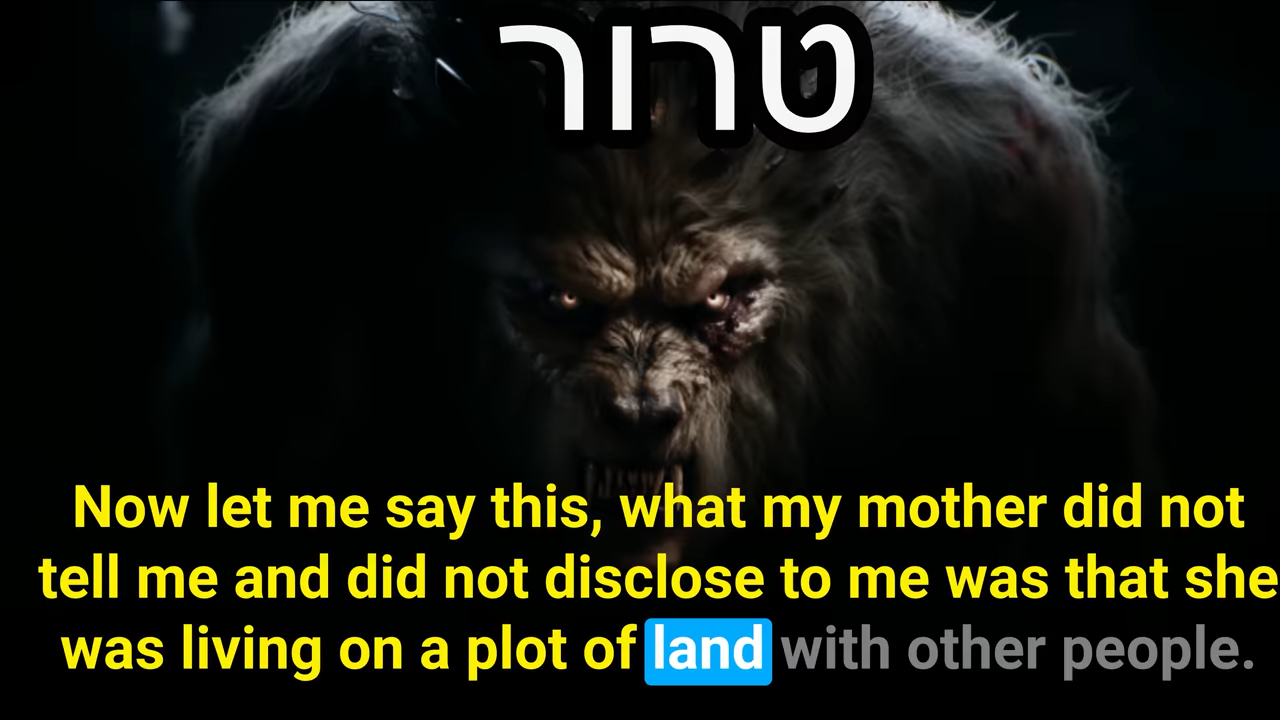 טרור
Now let me say this, what my mother did not
tell me and did not disclose to me was that she
was living on a plot of land with other people.